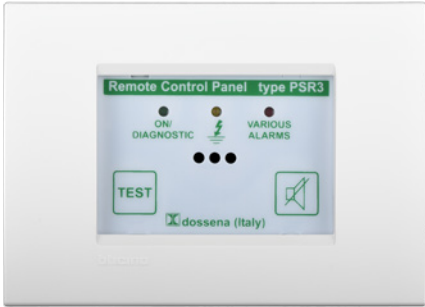 Remote Control Panel type PSR3
ON/
DIAGNOSTIC
VARIOUS
ALARMS
TEST
dossena (Italy)